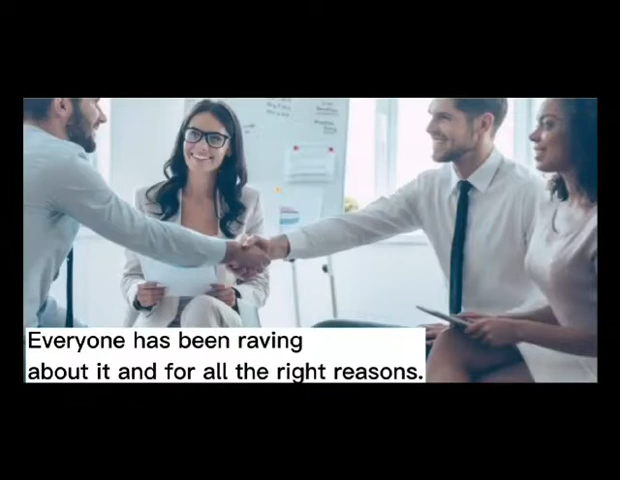 Everyone has been raving
about it and for all the right reasons.